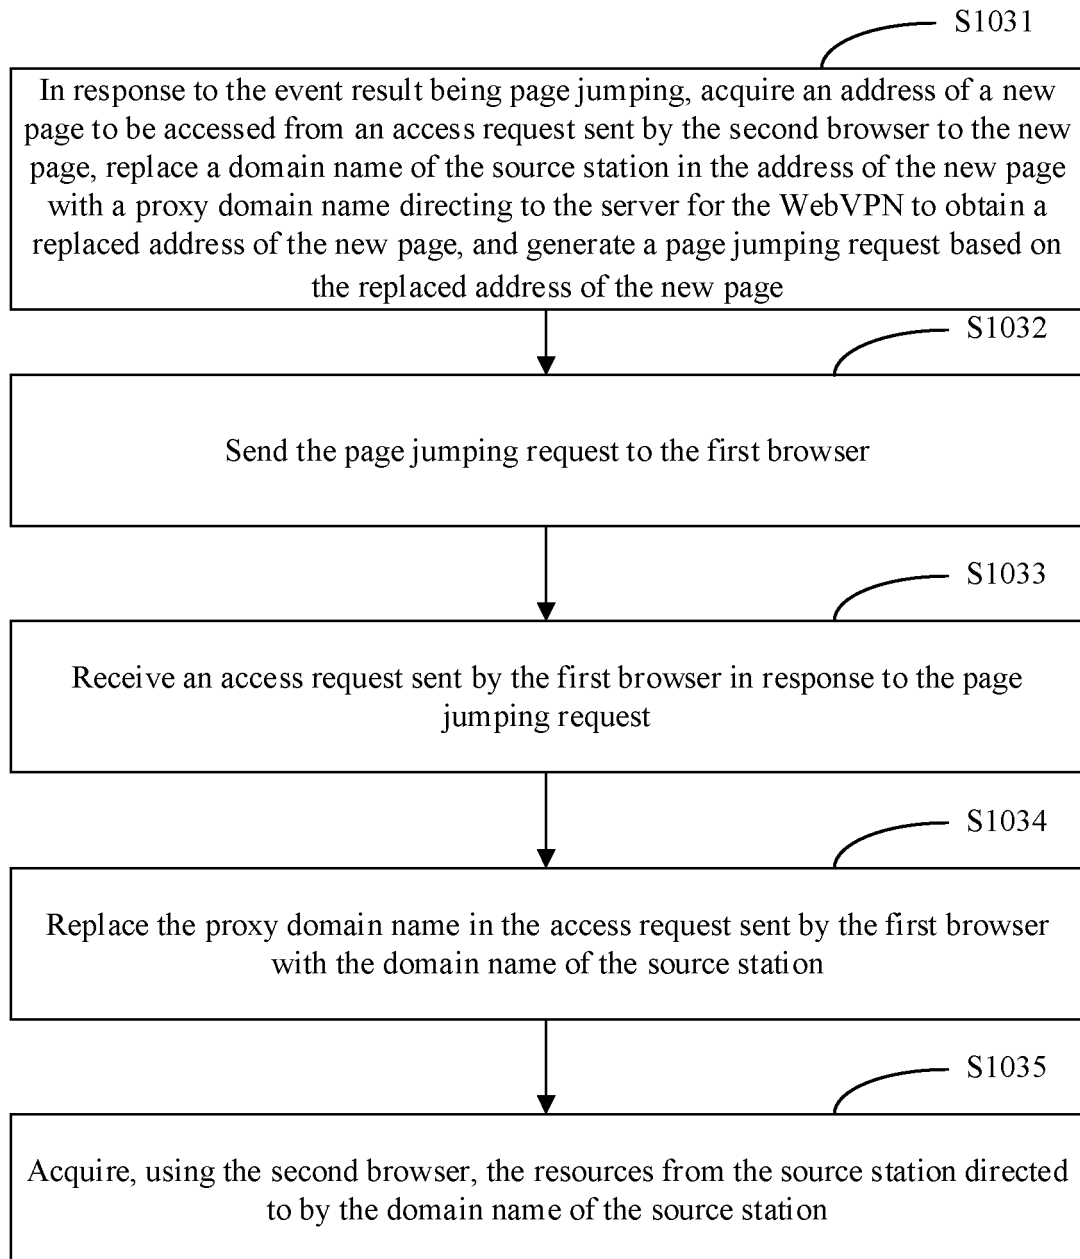 S1031
In response to the event result being page jumping, acquire an address of a new
page to be accessed from an access request sent by the second browser to the new
page, replace a domain name of the source station in the address of the new page
with a proxy domain name directing to the server for the WebVPN to obtain a
replaced address of the new page, and generate a page jumping request based on
the replaced address of the new page
S1032
Send the page jumping request to the first browser
S1033
Receive an access request sent by the first browser in response to the page
jumping request
S1034
Replace the proxy domain name in the access request sent by the first browser
with the domain name of the source station
S1035
Acquire, using the second browser, the resources from the source station directed
to by the domain name of the source station